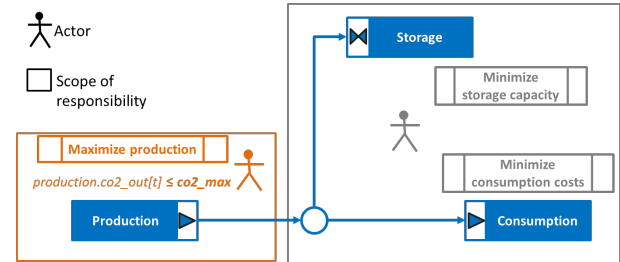 Actor
Scope of
responsibility
Maximize production
production.co2_out[t] ≤ co2_max
Production
Storage
Minimize
storage capacity
Minimize
consumption costs
Consumption